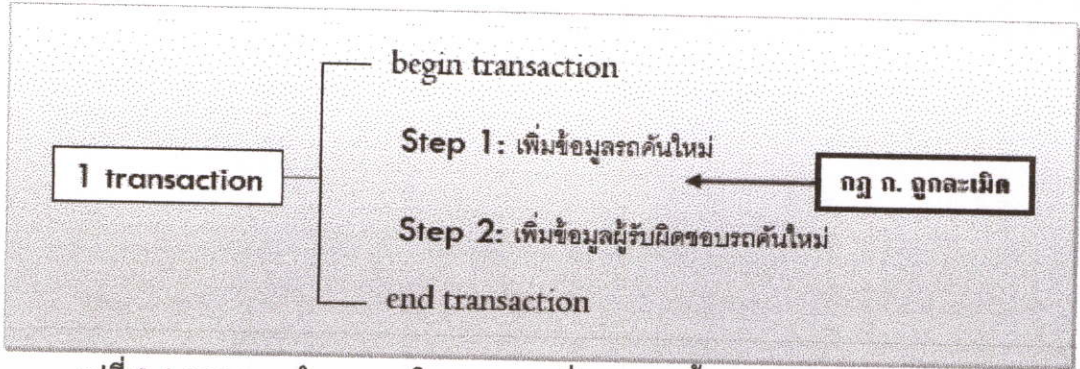 begin transaction
Step 1: เพิ่มข้อมูลรถคันใหม่
1 transaction
กฎ ก. ถูกละเมิด
Step 2: เพิ่มข้อมูลผู้รับผิดชอบรถคันใหม่
end transaction